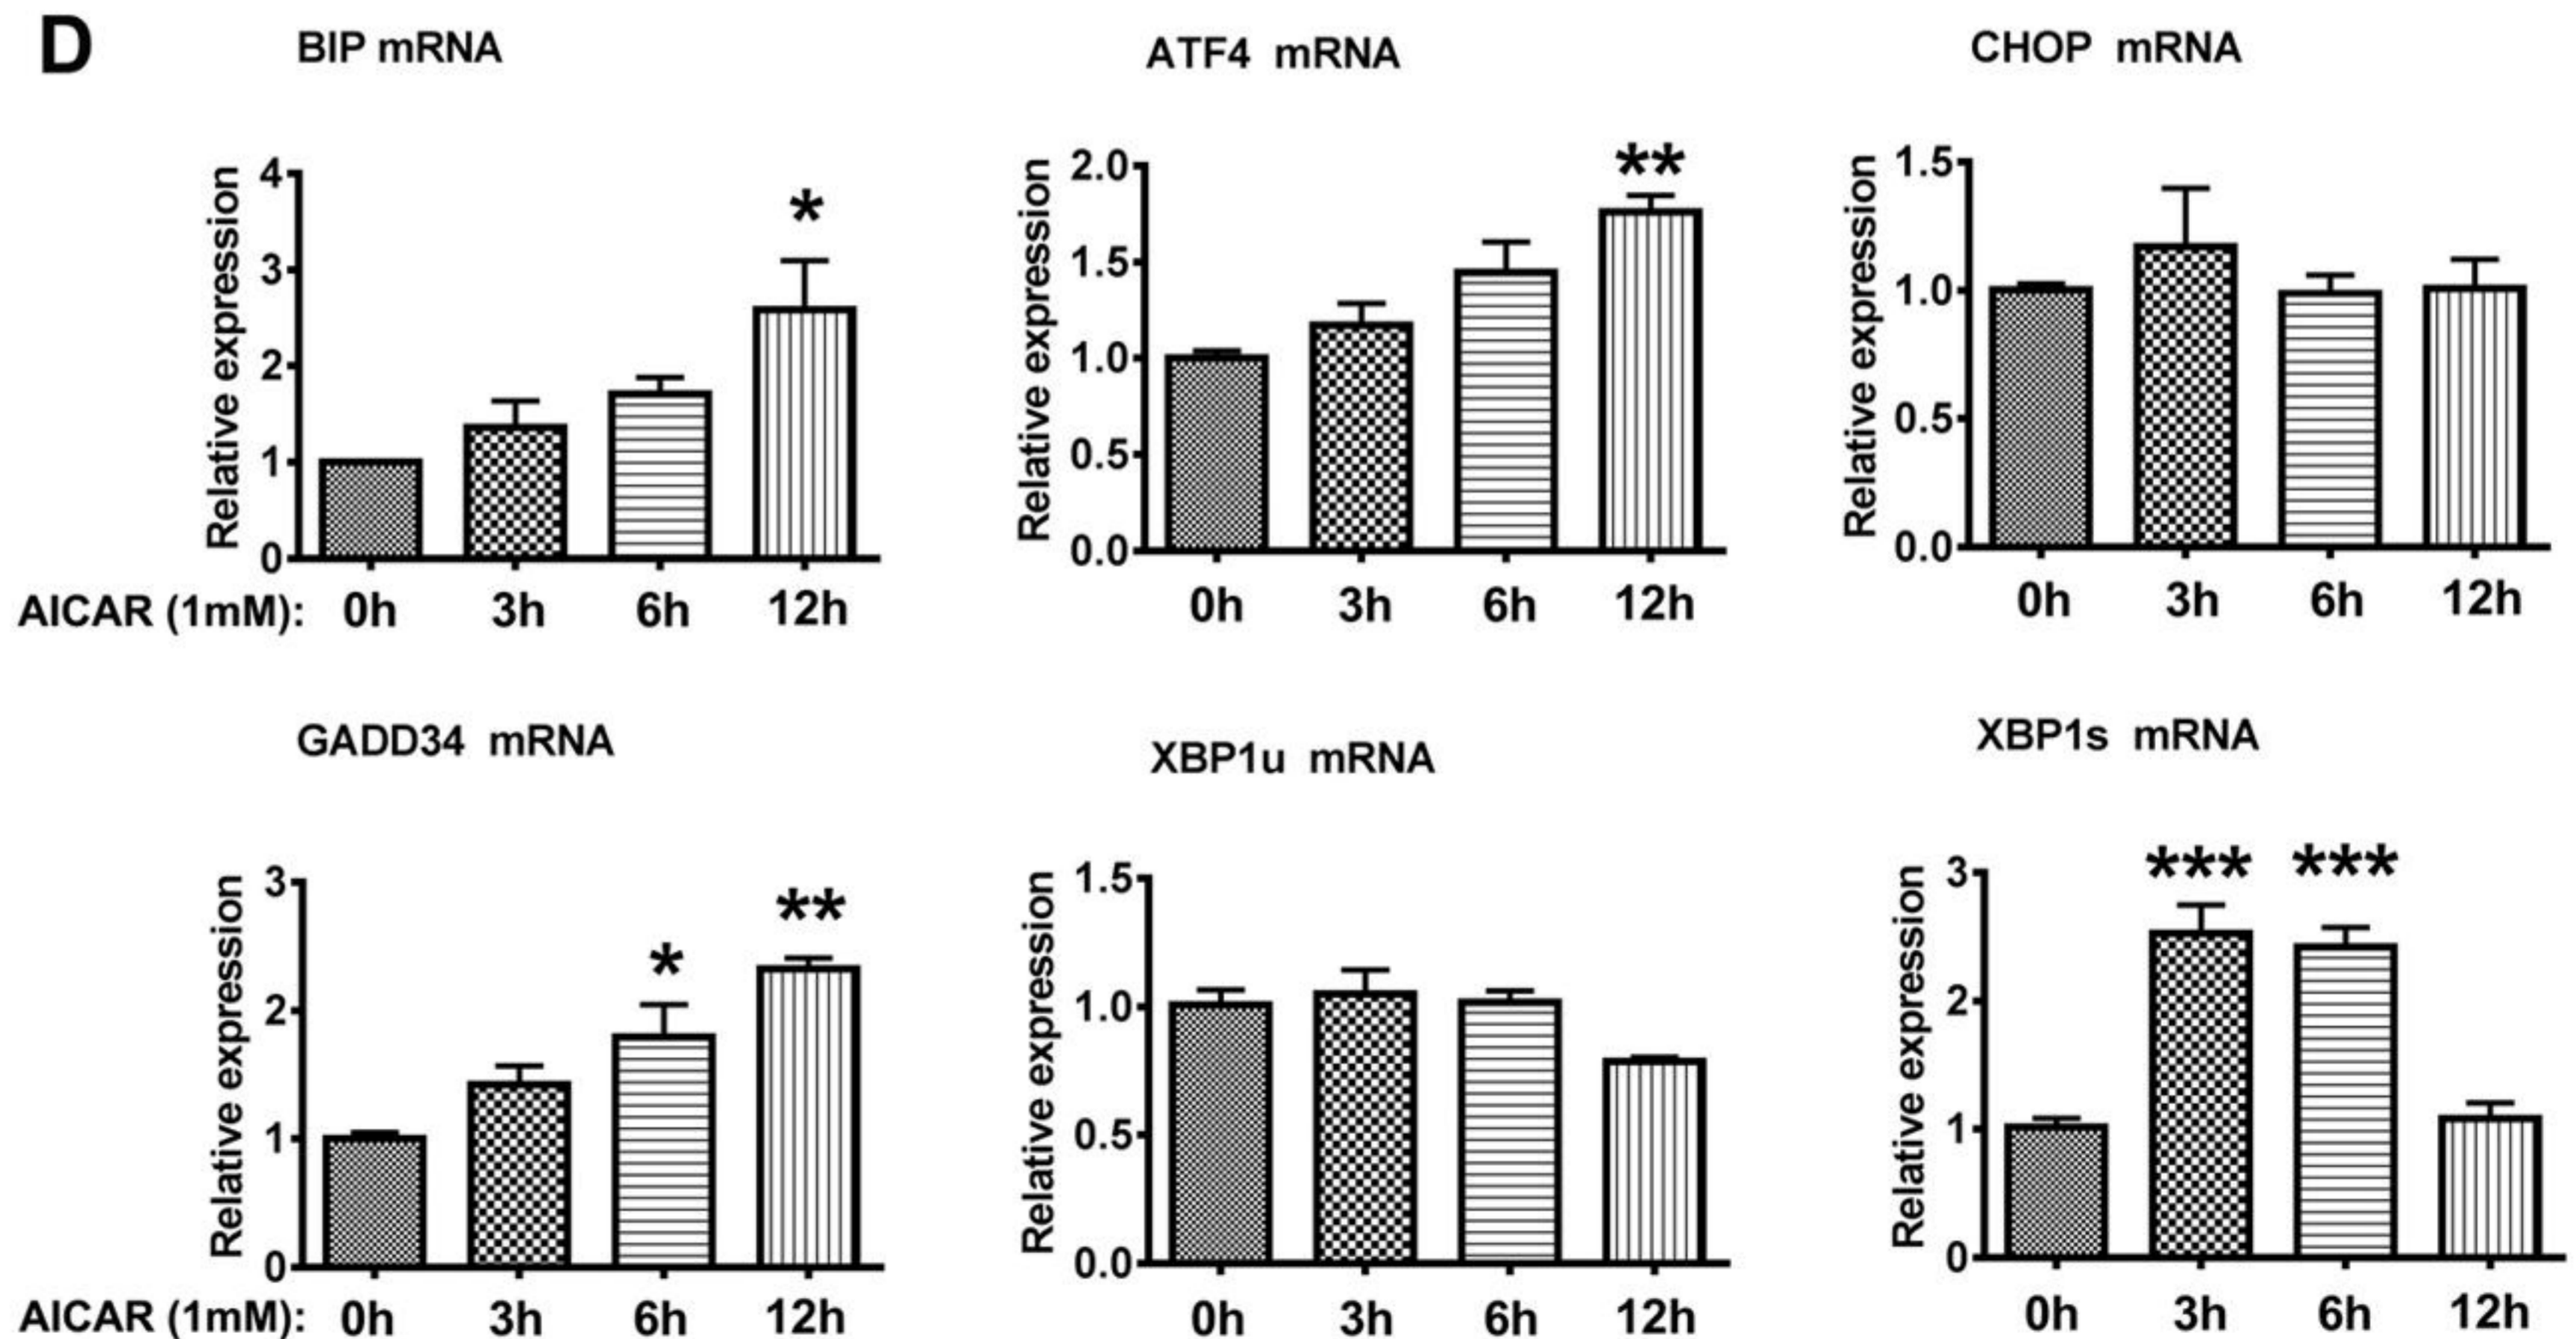 D
BIP mRNA
ATF4 mRNA
CHOP mRNA
Relative expression
4
3
2
1
0
*
Relative expression
2.0
1.5
1.0
0.5
0.0
**
Relative expression
1.5
1.0
0.5
0.0
AICAR (1mM): 0h 3h 6h 12h
0h 3h 6h 12h
0h 3h 6h 12h
GADD34 mRNA
XBP1u mRNA
XBP1s mRNA
Relative expression
3
2
1
0
*
**
Relative expression
1.5
1.0
0.5
0.0
Relative expression
3
2
1
0
***
***
AICAR (1mM): 0h 3h 6h 12h
0h 3h 6h 12h
0h 3h 6h 12h